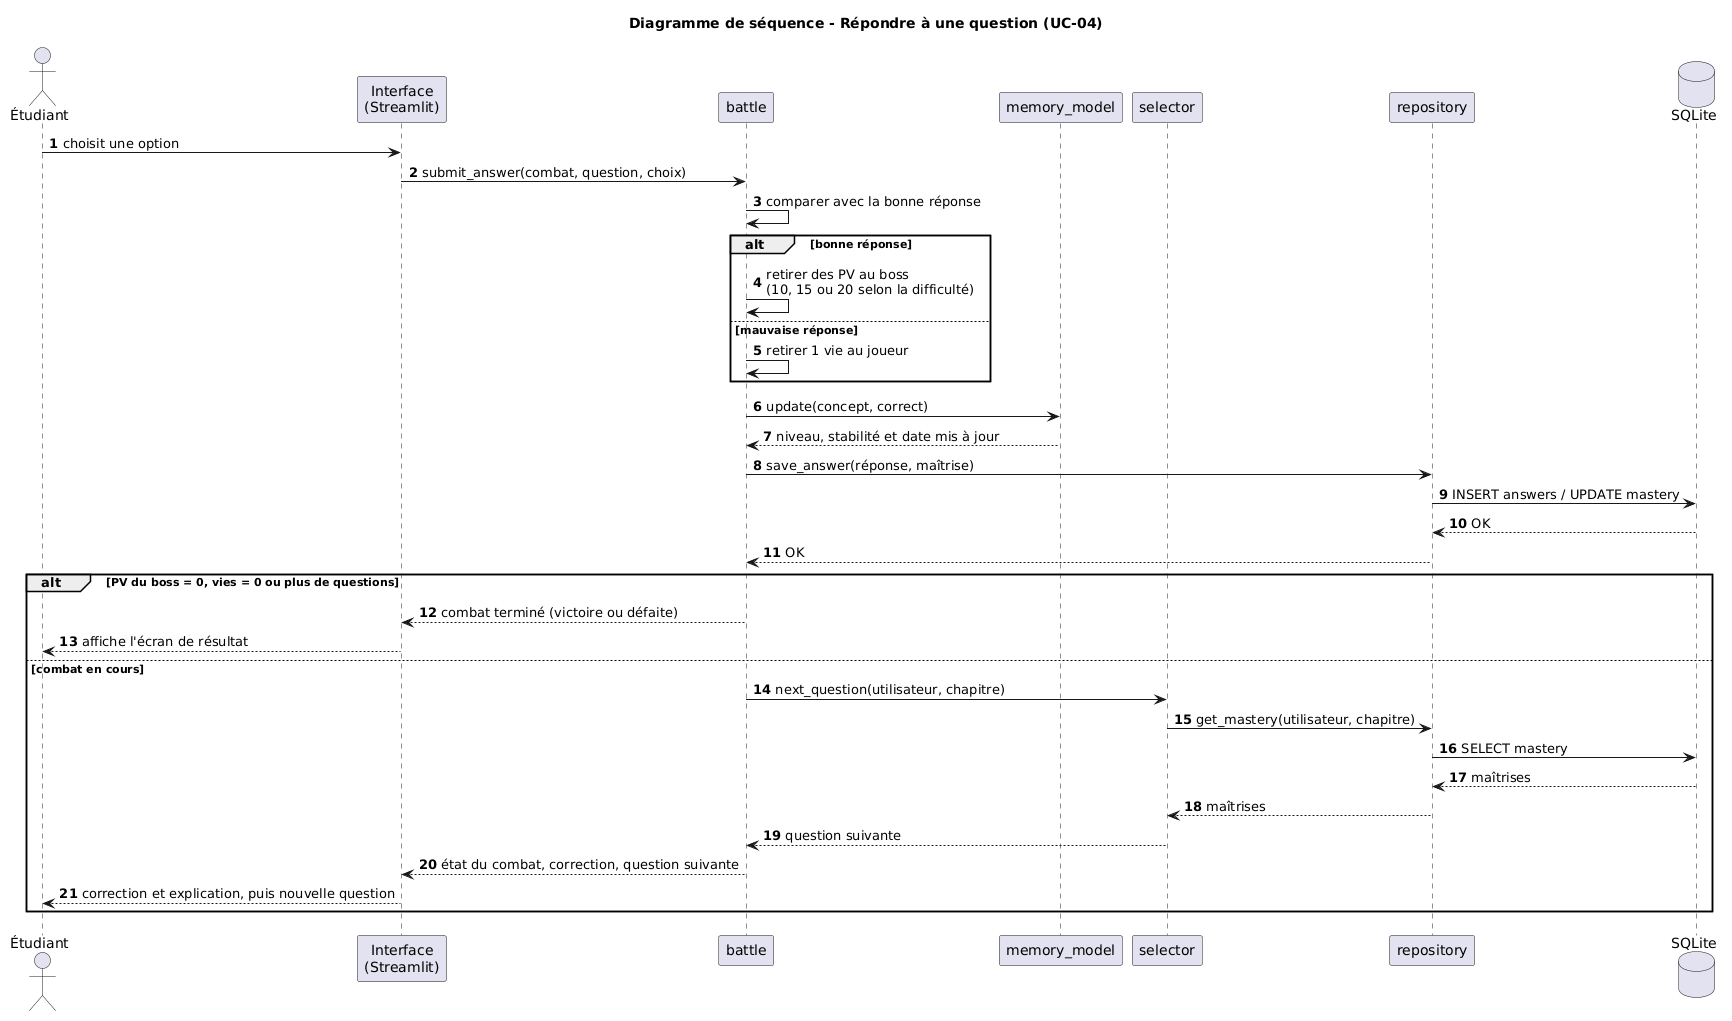 Diagramme de séquence - Répondre à une question (UC-04)
Étudiant
Interface
(Streamlit)
battle
memory_model
selector
repository
SQLite
1 choisit une option
2 submit_answer(combat, question, choix)
3 comparer avec la bonne réponse
alt [bonne réponse]
4 retirer des PV au boss
(10, 15 ou 20 selon la difficulté)
[mauvaise réponse]
5 retirer 1 vie au joueur
6 update(concept, correct)
7 niveau, stabilité et date mis à jour
8 save_answer(réponse, maîtrise)
9 INSERT answers / UPDATE mastery
10 OK
11 OK
alt [PV du boss = 0, vies = 0 ou plus de questions]
12 combat terminé (victoire ou défaite)
13 affiche l'écran de résultat
[combat en cours]
14 next_question(utilisateur, chapitre)
15 get_mastery(utilisateur, chapitre)
16 SELECT mastery
17 maîtrises
18 maîtrises
19 question suivante
20 état du combat, correction, question suivante
21 correction et explication, puis nouvelle question
Étudiant
Interface
(Streamlit)
battle
memory_model
selector
repository
SQLite